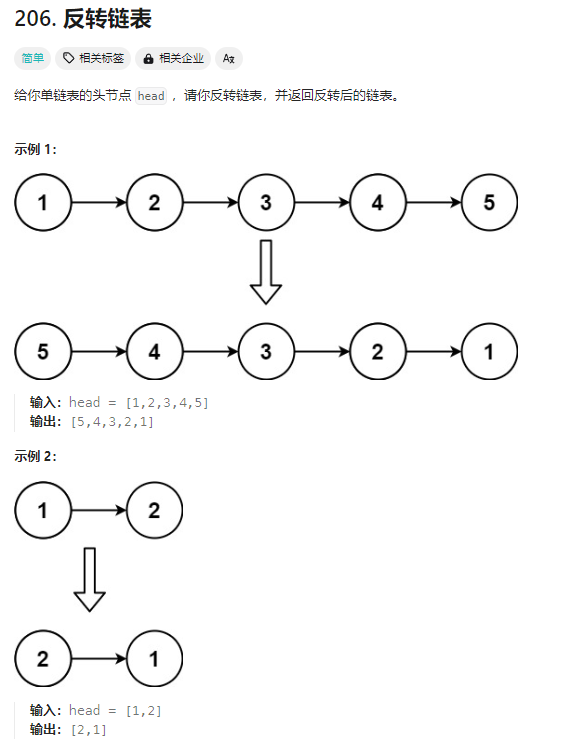 206. 反转链表
简单 相关标签 相关企业 Aな
给你单链表的头节点 head ，请你反转链表，并返回反转后的链表。
示例 1：
1 2 3 4 5
5 4 3 2 1
输入：head = [1,2,3,4,5]
输出：[5,4,3,2,1]
示例 2：
1 2
2 1
输入：head = [1,2]
输出：[2,1]